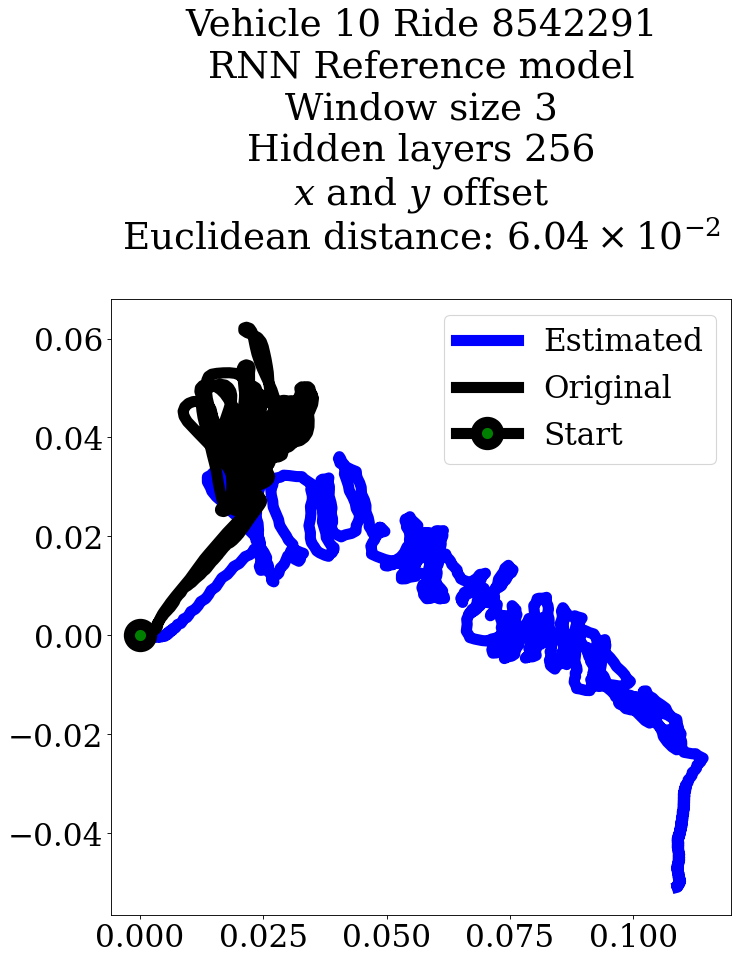 Vehicle 10 Ride 8542291
RNN Reference model
Window size 3
Hidden layers 256
x and y offset
Euclidean distance: 6.04 × 10⁻²
Estimated
Original
Start
0.06
0.04
0.02
0.00
−0.02
−0.04
0.000 0.025 0.050 0.075 0.100